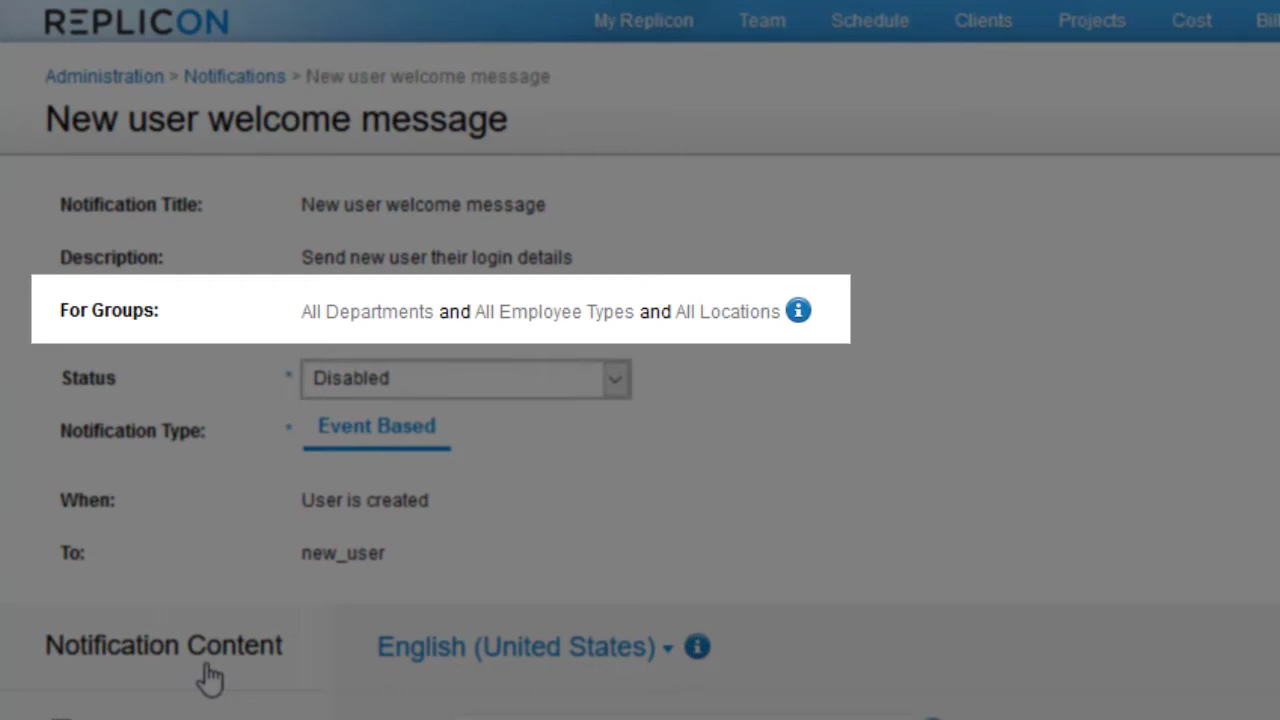 REPLICON My Replicon Team Schedule Clients Projects Cost
Administration > Notifications > New user welcome message
New user welcome message
Notification Title: New user welcome message
Description: Send new user their login details
For Groups: All Departments and All Employee Types and All Locations
Status * Disabled
Notification Type: * Event Based
When: User is created
To: new_user
Notification Content English (United States)